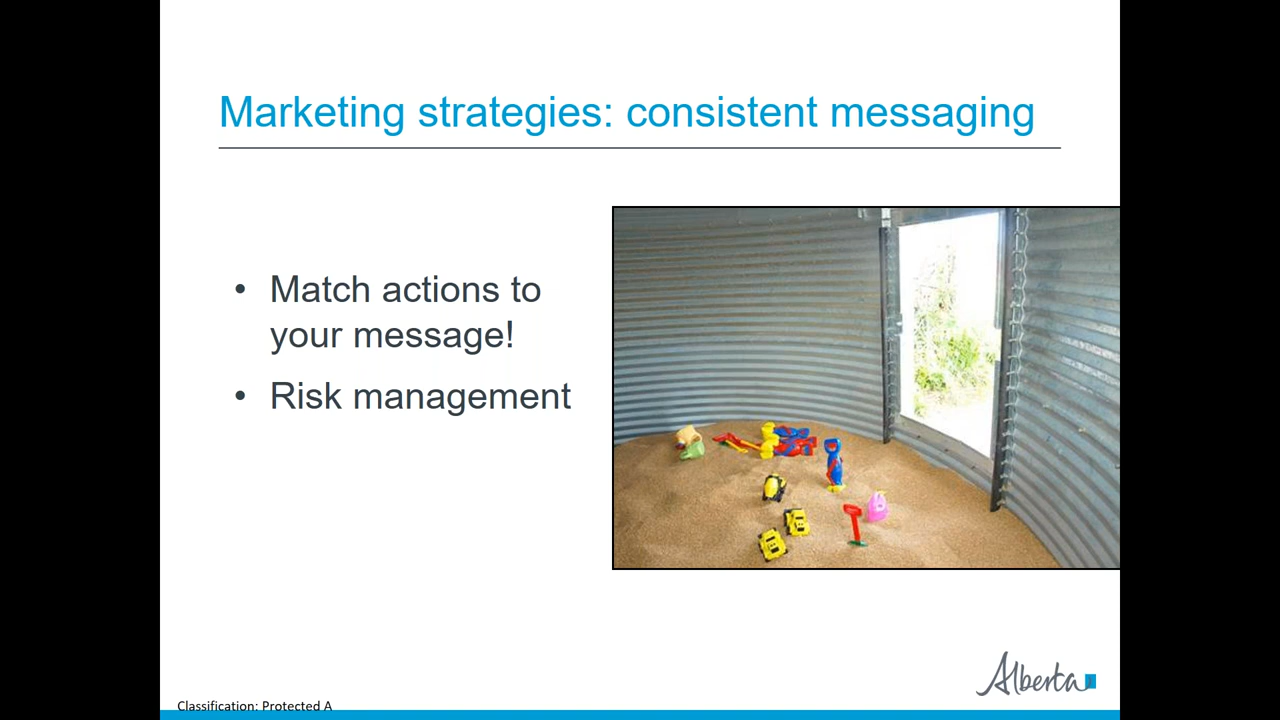 Marketing strategies: consistent messaging
• Match actions to
your message!
• Risk management
Alberta
Classification: Protected A